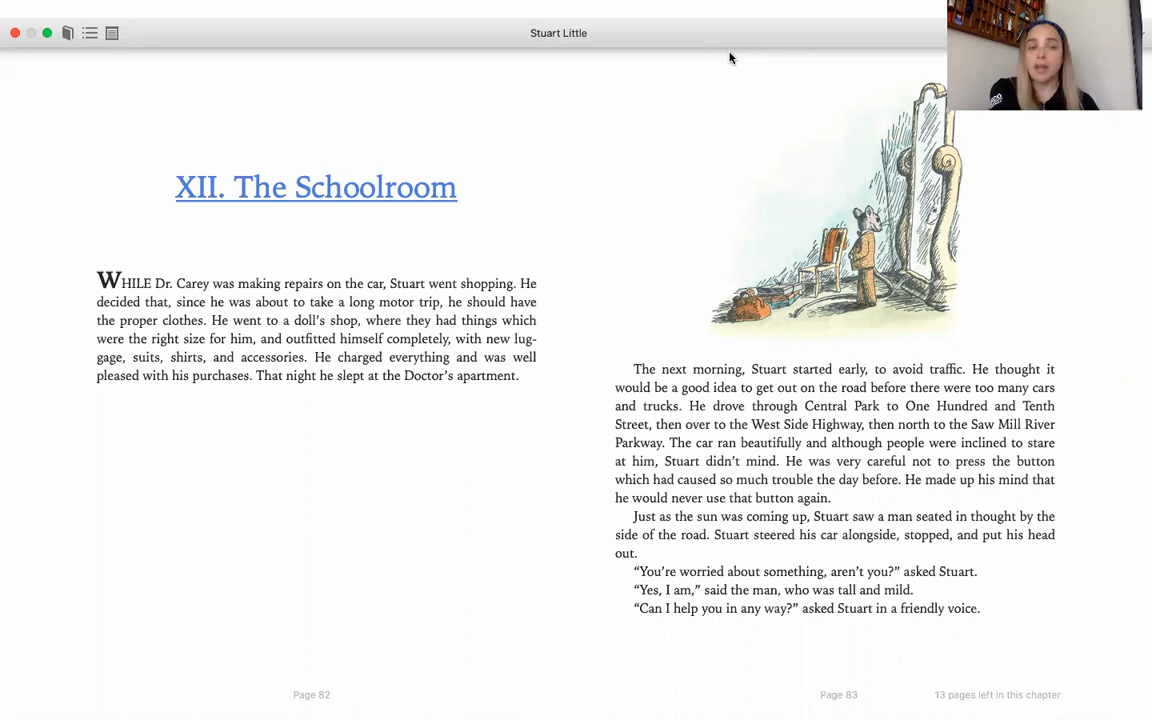 Stuart Little
XII. The Schoolroom
WHILE Dr. Carey was making repairs on the car, Stuart went shopping. He
decided that, since he was about to take a long motor trip, he should have
the proper clothes. He went to a doll’s shop, where they had things which
were the right size for him, and outfitted himself completely, with new lug-
gage, suits, shirts, and accessories. He charged everything and was well
pleased with his purchases. That night he slept at the Doctor’s apartment.
Page 82
The next morning, Stuart started early, to avoid traffic. He thought it
would be a good idea to get out on the road before there were too many cars
and trucks. He drove through Central Park to One Hundred and Tenth
Street, then over to the West Side Highway, then north to the Saw Mill River
Parkway. The car ran beautifully and although people were inclined to stare
at him, Stuart didn’t mind. He was very careful not to press the button
which had caused so much trouble the day before. He made up his mind that
he would never use that button again.
Just as the sun was coming up, Stuart saw a man seated in thought by the
side of the road. Stuart steered his car alongside, stopped, and put his head
out.
“You’re worried about something, aren’t you?” asked Stuart.
“Yes, I am,” said the man, who was tall and mild.
“Can I help you in any way?” asked Stuart in a friendly voice.
Page 83
13 pages left in this chapter